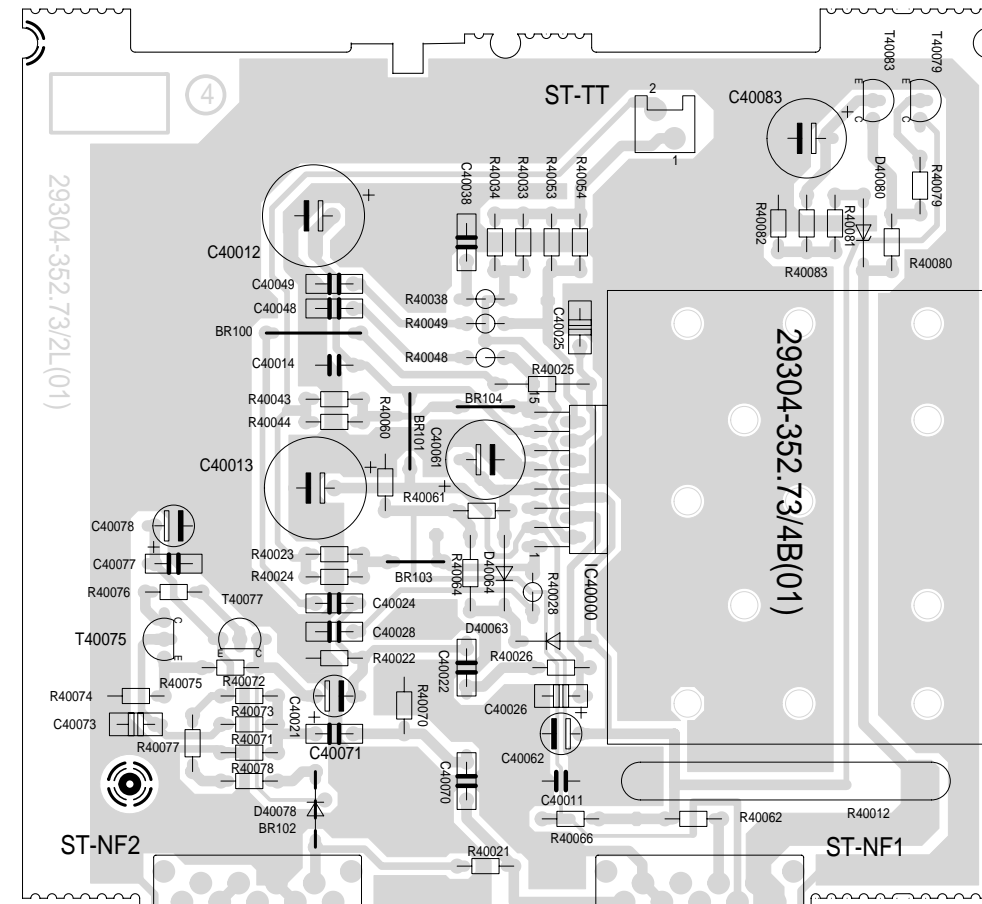 T40083
T40079
ST-TT
2
C40083
+
E
C
E
C
4
1
29304-352.73/2L(01)
C40038
R40034
R40033
R40053
R40054
D40080
R40079
+
C40012
R40082
R40081
R40083
R40080
C40049
C40048
R40038
BR100
R40049
C40025
C40014
R40048
R40025
15
R40043
R40044
R40060
BR101
BR104
C40061
29304-352.73/4B(01)
C40013
+
+
R40061
C40078
+
C40077
R40023
R40024
BR103
R40064
D40064
1
R40028
IC40000
R40076
T40077
C40024
C
T40075
E
E
C
C40028
D40063
R40022
C40022
R40026
R40075
R40072
R40074
C40073
R40073
C40021
+
R40070
C40026
+
R40077
R40071
C40071
C40062
R40078
C40070
C40011
D40078
BR102
R40066
R40062
R40012
ST-NF2
R40021
ST-NF1